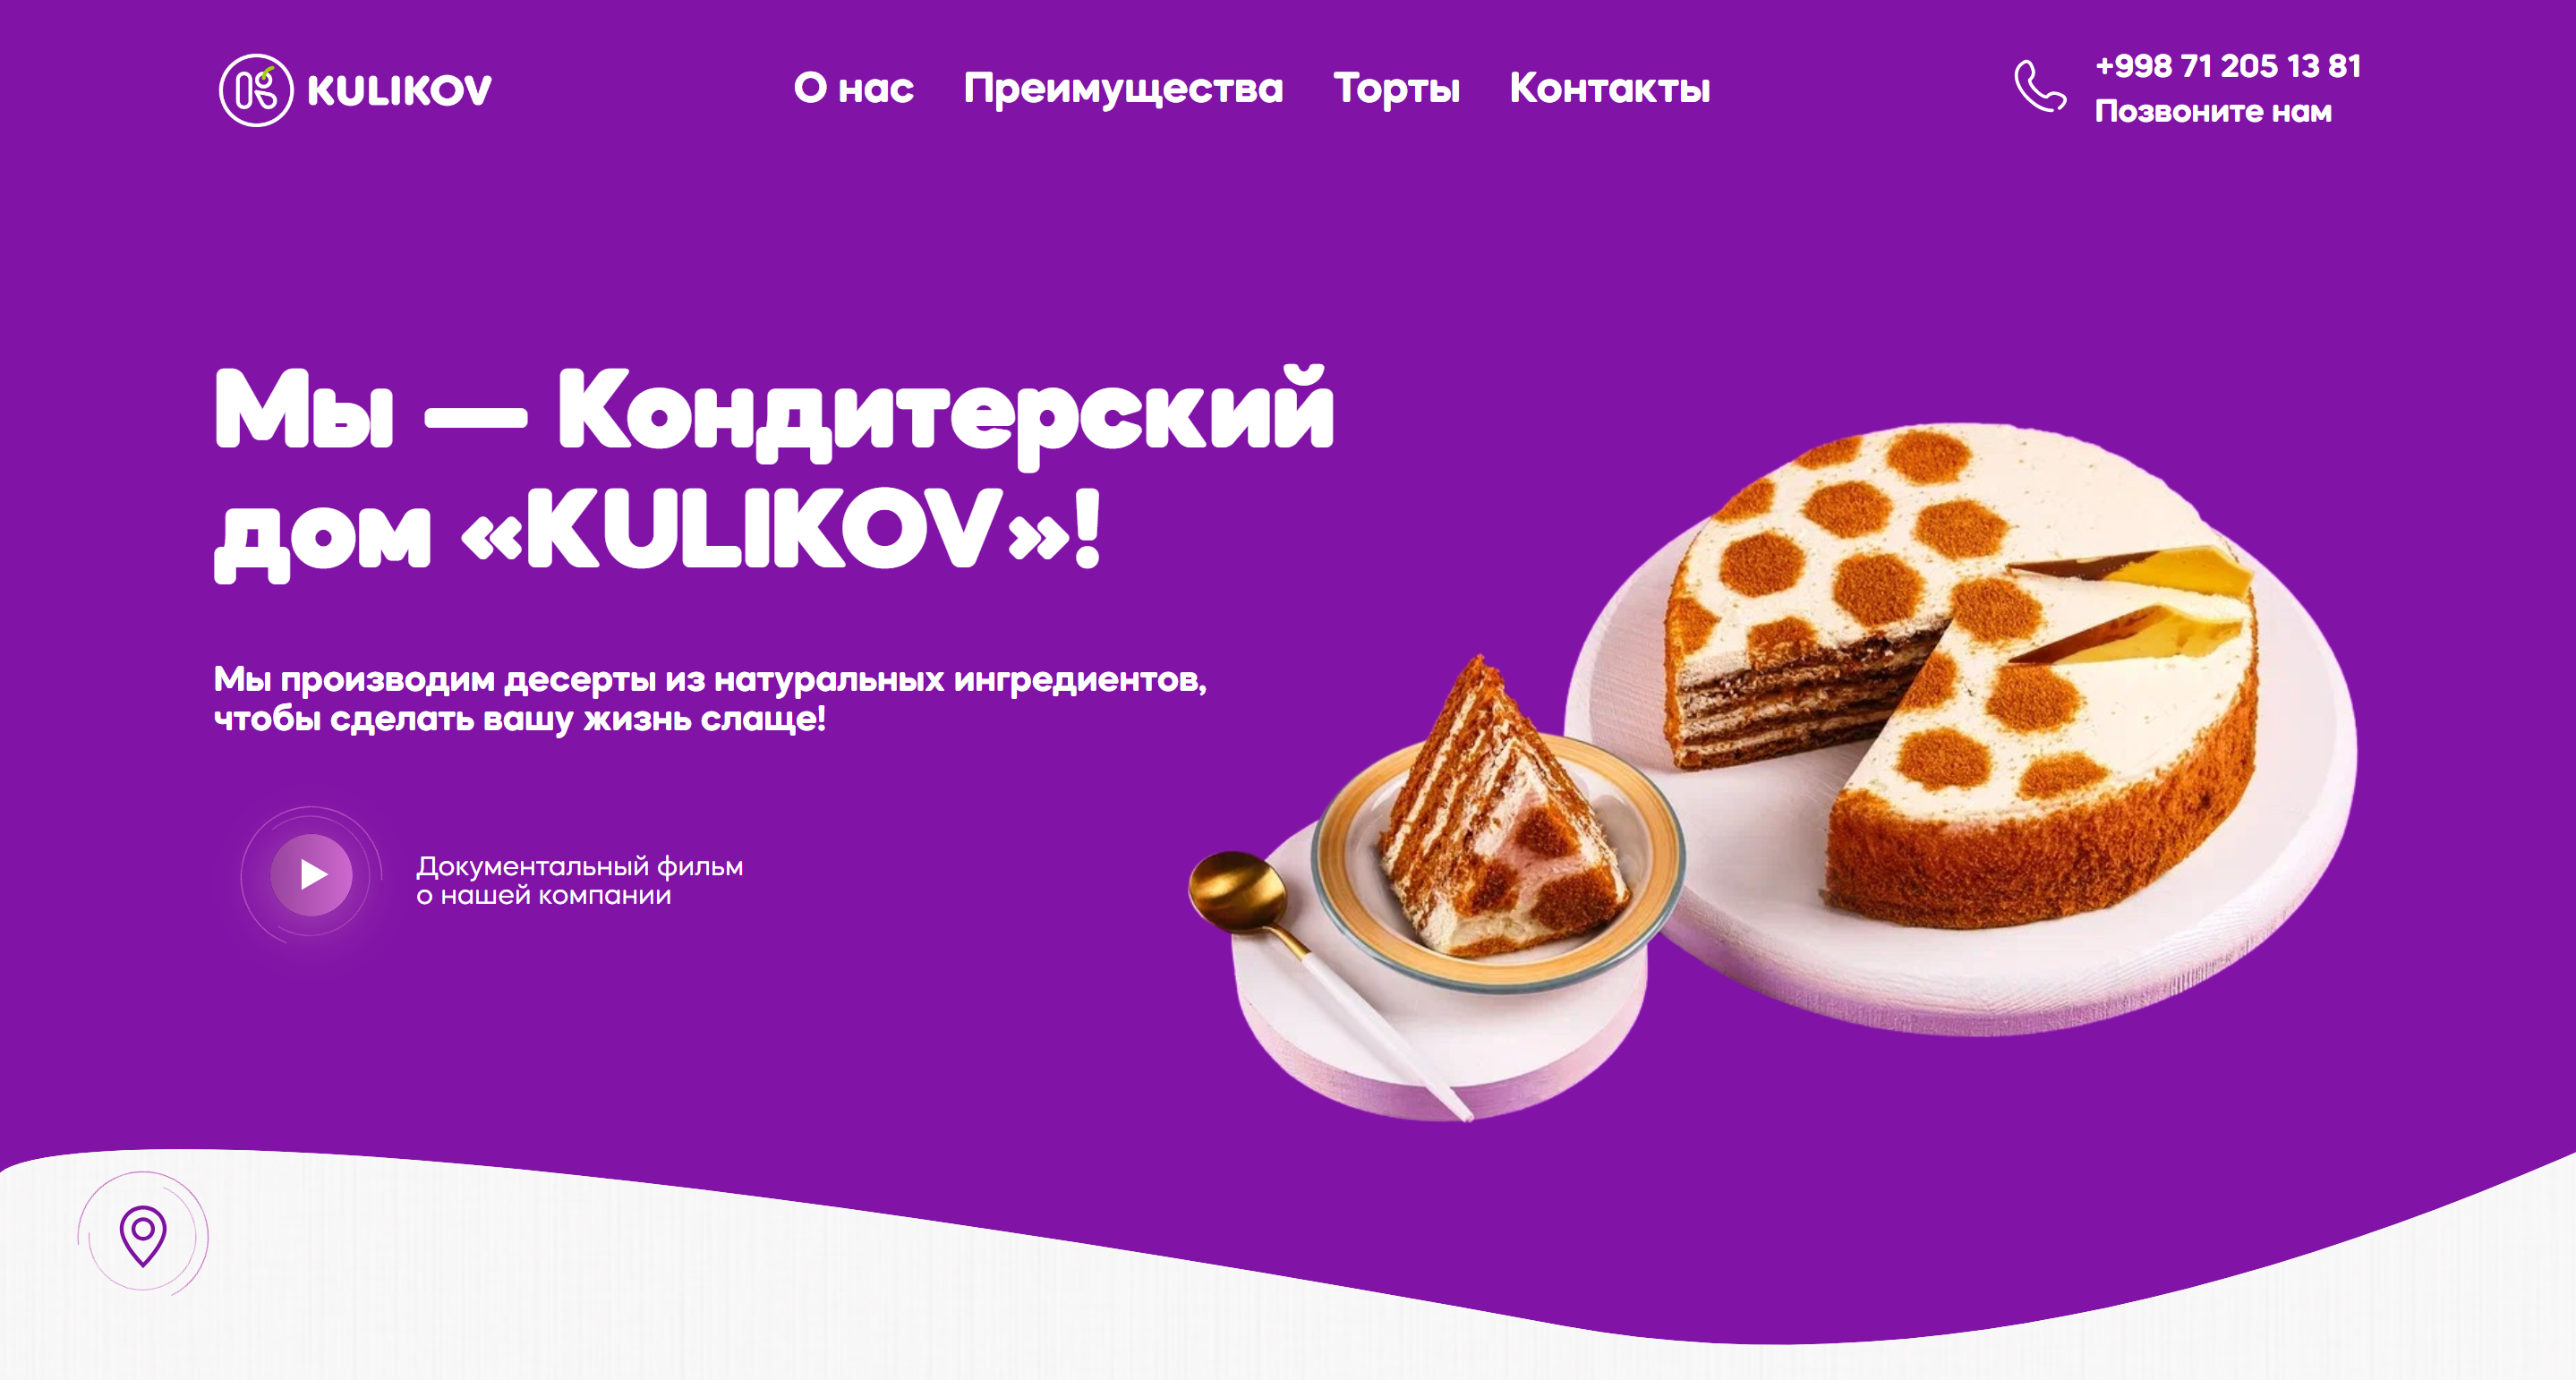 KULIKOV
О нас Преимущества Торты Контакты
+998 71 205 13 81
Позвоните нам
Мы — Кондитерский
дом «KULIKOV»!
Мы производим десерты из натуральных ингредиентов,
чтобы сделать вашу жизнь слаще!
Документальный фильм
о нашей компании